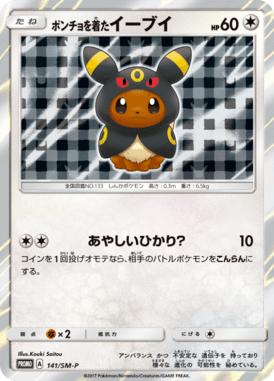 たね ポンチョを着たイーブイ HP60
全国図鑑NO.133 しんかポケモン 高さ:0.3m 重さ:6.5kg
あやしいひかり? 10
コインを1回投げオモテなら、相手のバトルポケモンをこんらんに
する。
弱点 ×2 抵抗力 にげる
Illus.Kouki Saitou
PROMO A 141/SM-P
アンバランス かつ 不安定な 遺伝子を 持っており
様々な 進化の 可能性を 秘めている。
©2017 Pokémon/Nintendo/Creatures/GAME FREAK.